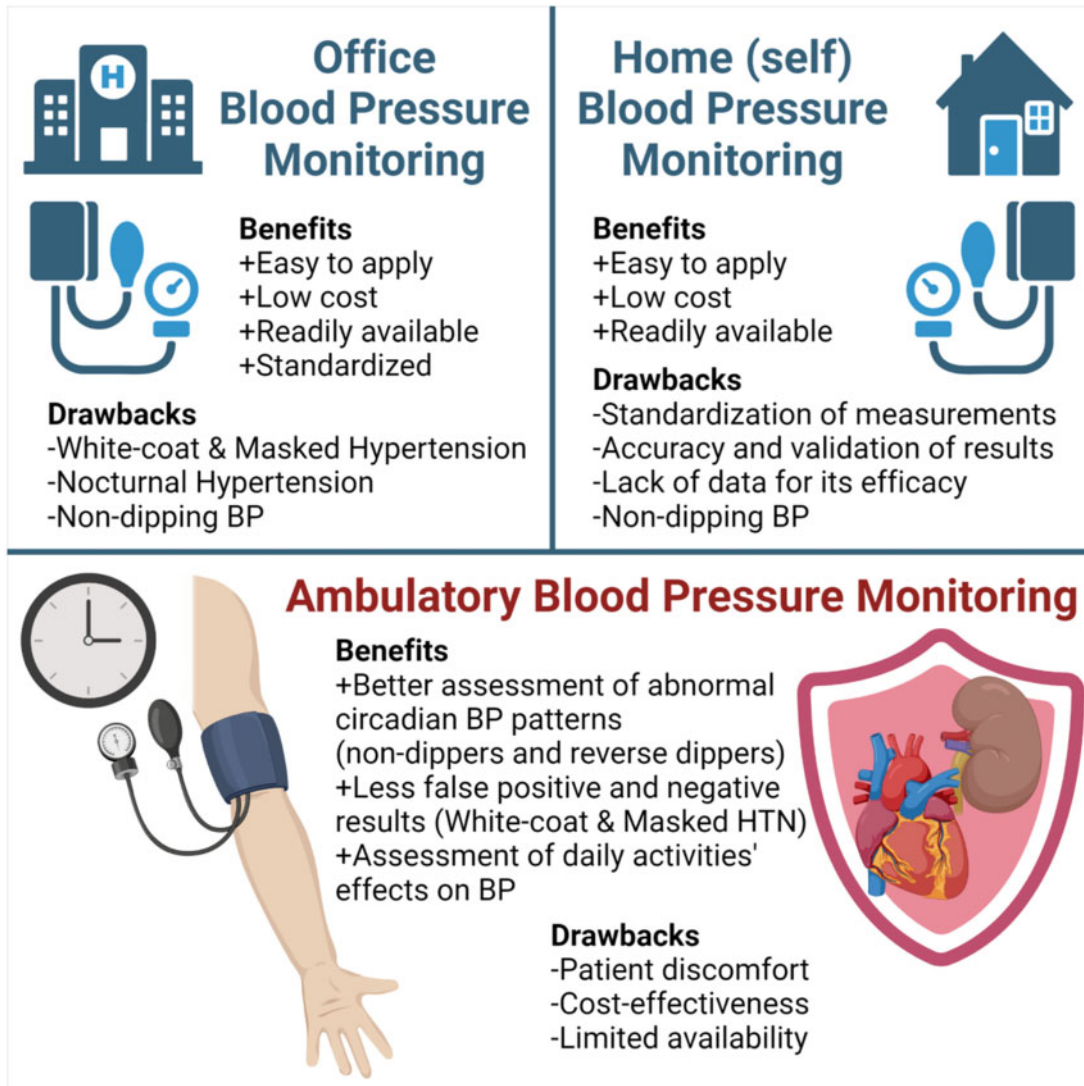 H
Office
Blood Pressure
Monitoring
Benefits
+Easy to apply
+Low cost
+Readily available
+Standardized
Drawbacks
-White-coat & Masked Hypertension
-Nocturnal Hypertension
-Non-dipping BP
Home (self)
Blood Pressure
Monitoring
Benefits
+Easy to apply
+Low cost
+Readily available
Drawbacks
-Standardization of measurements
-Accuracy and validation of results
-Lack of data for its efficacy
-Non-dipping BP
Ambulatory Blood Pressure Monitoring
Benefits
+Better assessment of abnormal
circadian BP patterns
(non-dippers and reverse dippers)
+Less false positive and negative
results (White-coat & Masked HTN)
+Assessment of daily activities'
effects on BP
Drawbacks
-Patient discomfort
-Cost-effectiveness
-Limited availability